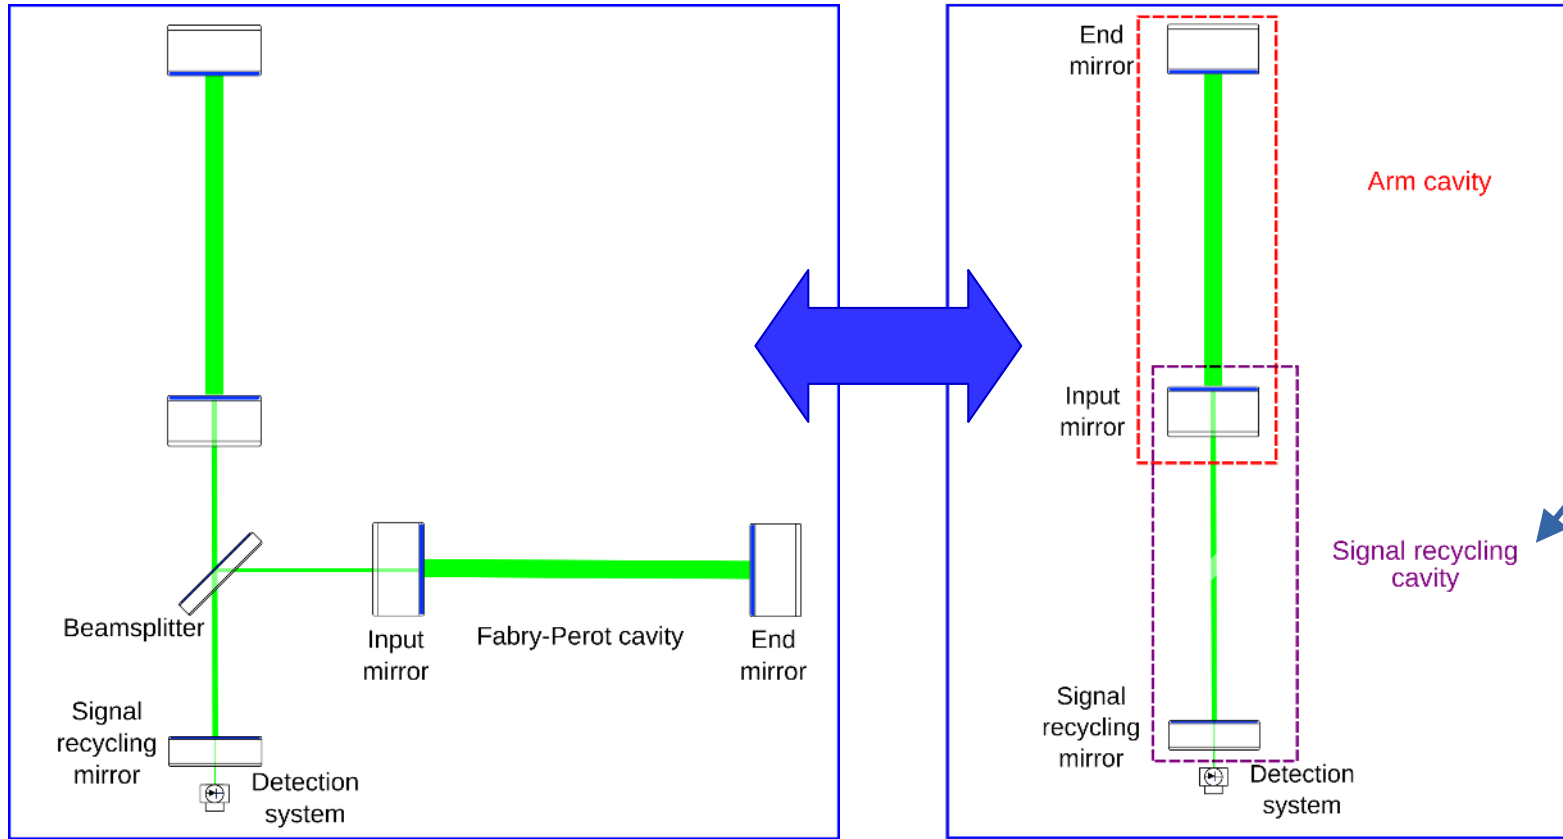 Beamsplitter
Input
mirror
Fabry-Perot cavity
End
mirror
Signal
recycling
mirror
Detection
system
End
mirror
Arm cavity
Input
mirror
Signal recycling
cavity
Signal
recycling
mirror
Detection
system